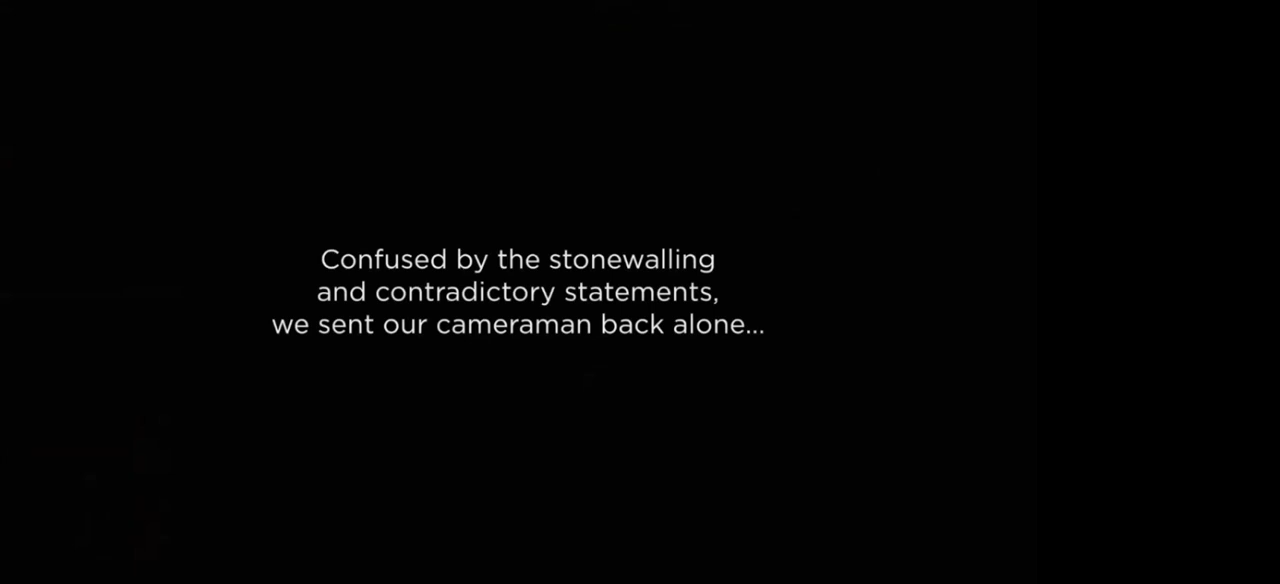 Confused by the stonewalling
and contradictory statements,
we sent our cameraman back alone...